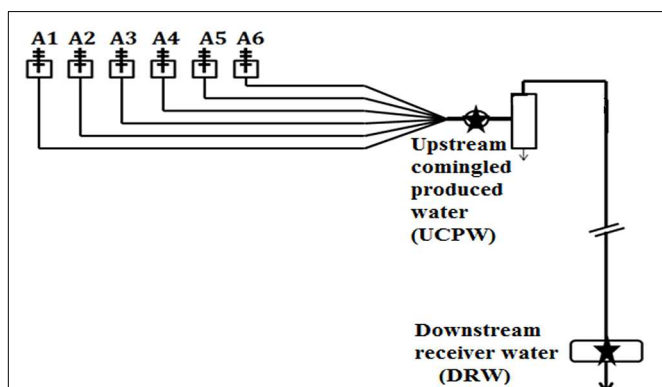 A1 A2 A3 A4 A5 A6
Upstream
comingled
produced
water
(UCPW)
Downstream
receiver water
(DRW)